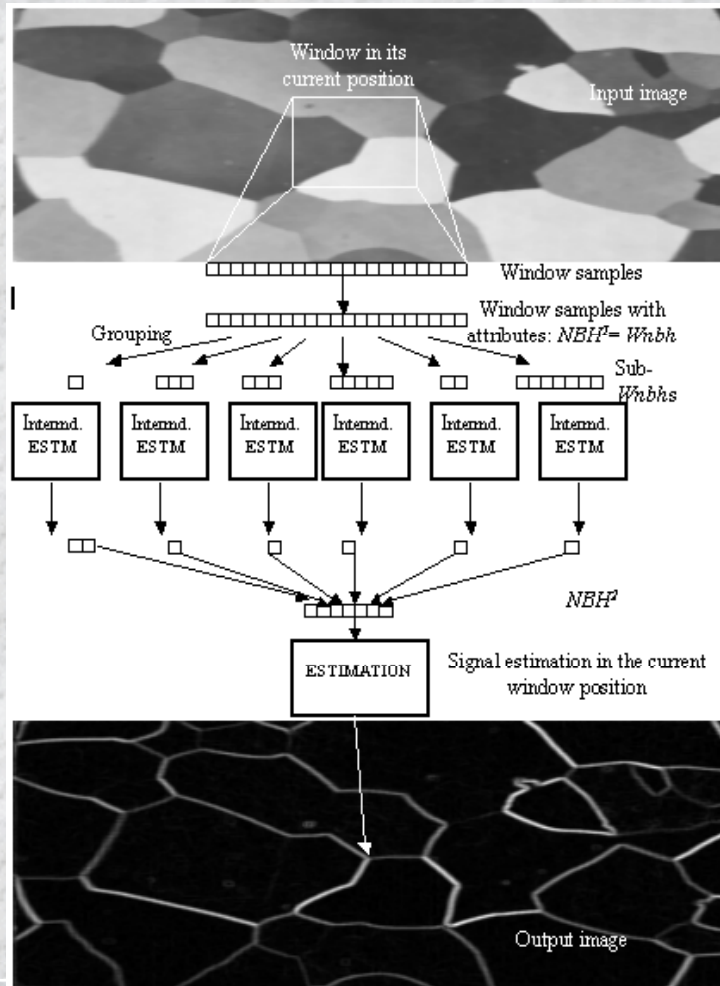 Window in its
current position
Input image
Window samples
Window samples with
attributes: NBH¹= Wnbh
Grouping
Sub-
Wnbhs
Intermd.
ESTM
Intermd.
ESTM
Intermd.
ESTM
Intermd.
ESTM
Intermd.
ESTM
Intermd.
ESTM
NBH²
ESTIMATION
Signal estimation in the current
window position
Output image